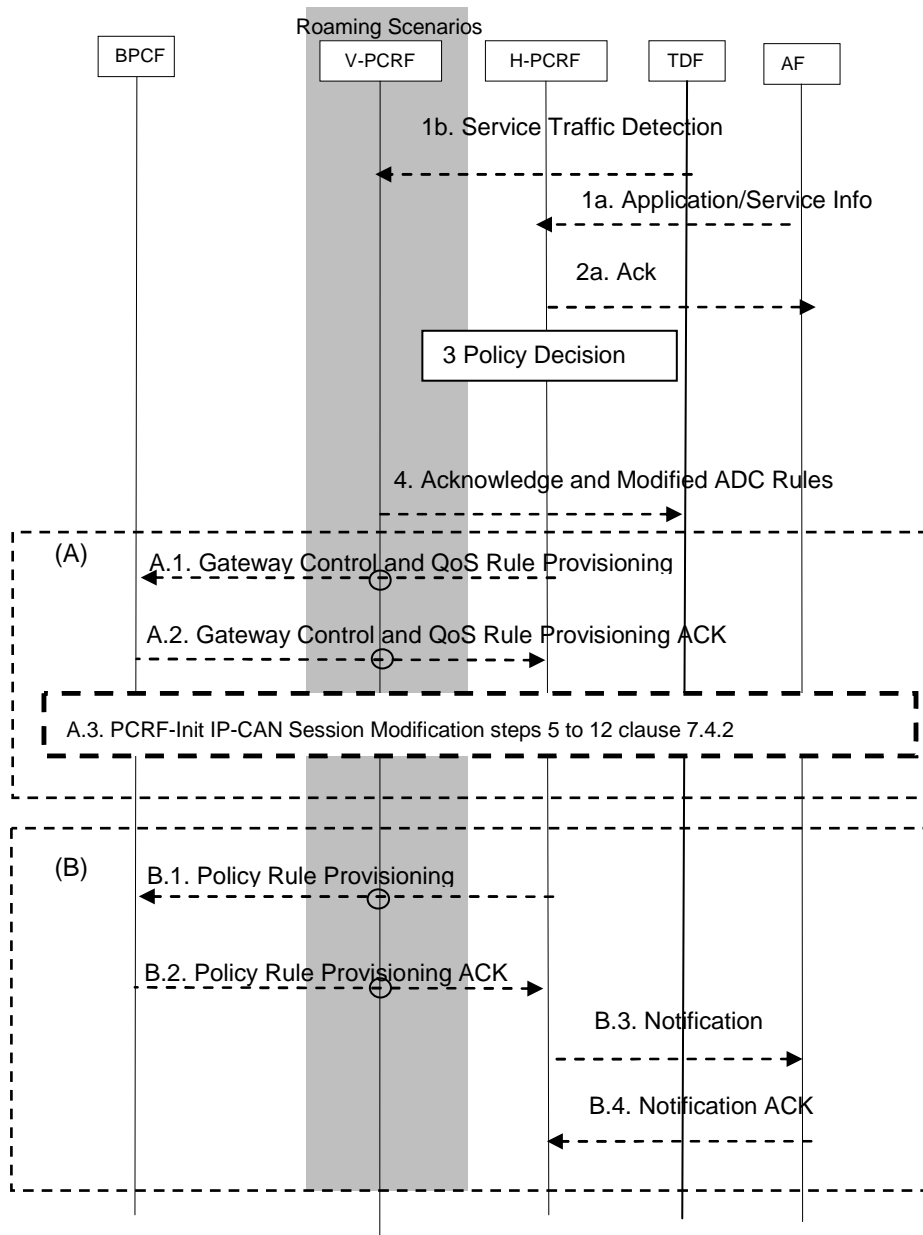 Roaming Scenarios
BPCF
V-PCRF
H-PCRF
TDF
AF
1b. Service Traffic Detection
1a. Application/Service Info
2a. Ack
3 Policy Decision
4. Acknowledge and Modified ADC Rules
(A)
A.1. Gateway Control and QoS Rule Provisioning
A.2. Gateway Control and QoS Rule Provisioning ACK
A.3. PCRF-Init IP-CAN Session Modification steps 5 to 12 clause 7.4.2
(B)
B.1. Policy Rule Provisioning
B.2. Policy Rule Provisioning ACK
B.3. Notification
B.4. Notification ACK